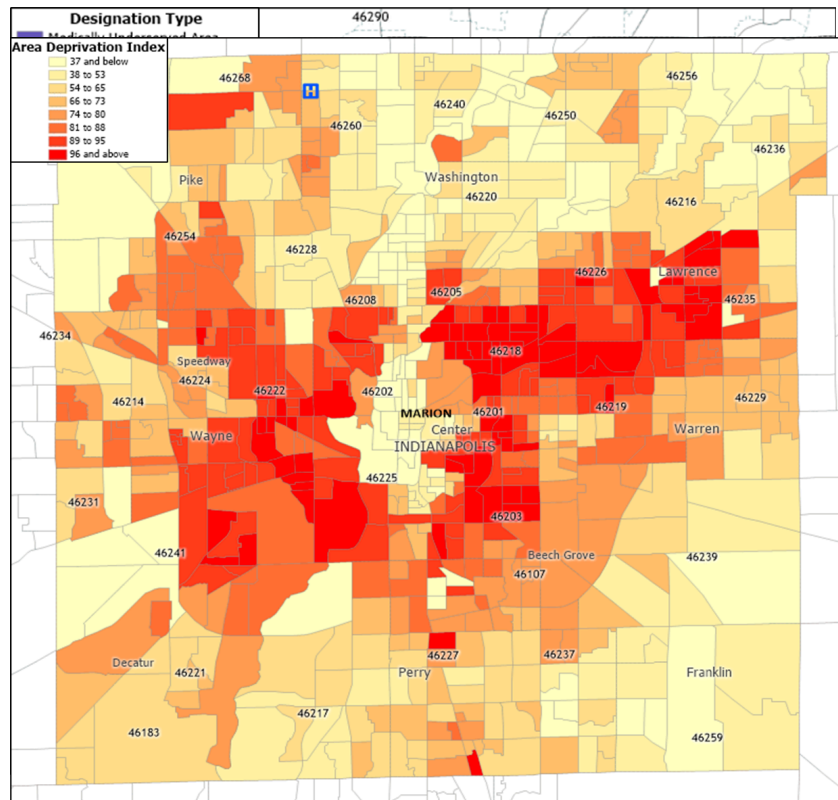 Designation Type
46290
Medically Underserved Area
Area Deprivation Index
37 and below
38 to 53
54 to 65
66 to 73
74 to 80
81 to 88
89 to 95
96 and above
46268
H
46256
46240
46250
46260
46236
Pike
Washington
46220
46216
46254
46228
46226
Lawrence
46205
46208
46235
46234
46218
Speedway
46224
46222
46202
46214
46229
46219
46201
MARION
Center
Warren
Wayne
INDIANAPOLIS
46225
46231
46203
46241
Beech Grove
46239
46107
46227
46237
Decatur
46221
Perry
Franklin
46217
46183
46259